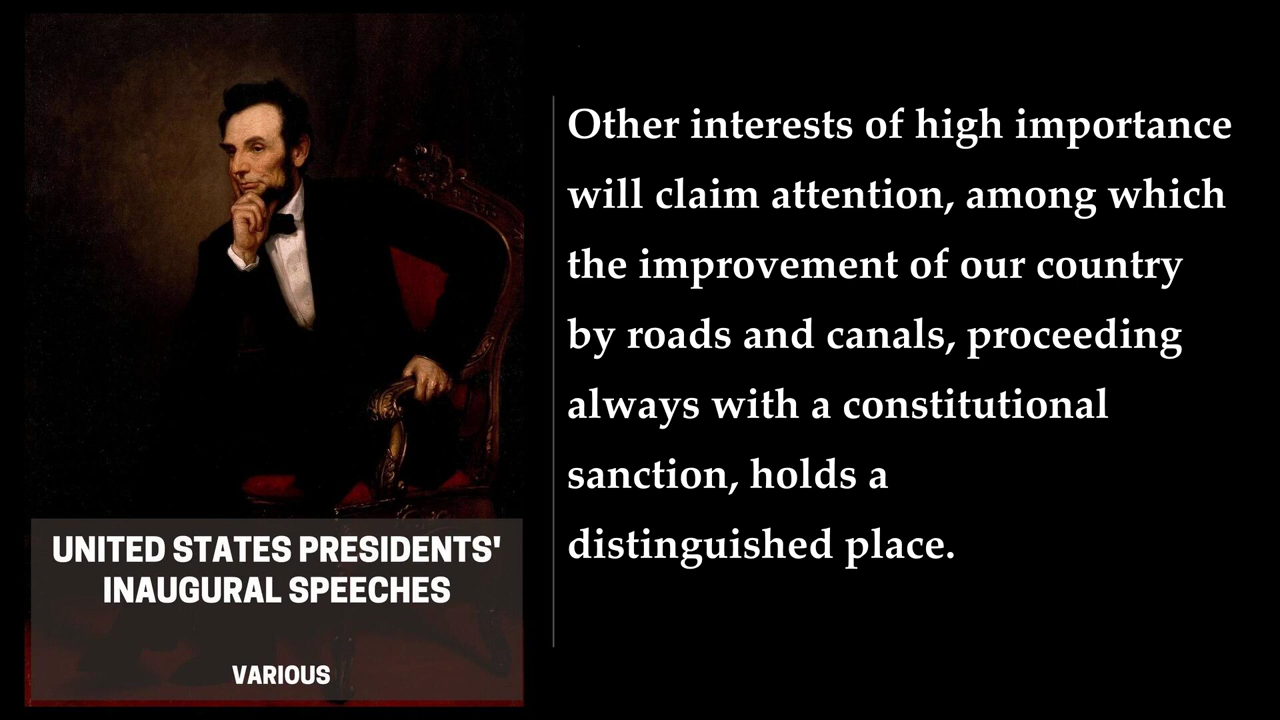 Other interests of high importance
will claim attention, among which
the improvement of our country
by roads and canals, proceeding
always with a constitutional
sanction, holds a
distinguished place.
UNITED STATES PRESIDENTS'
INAUGURAL SPEECHES
VARIOUS